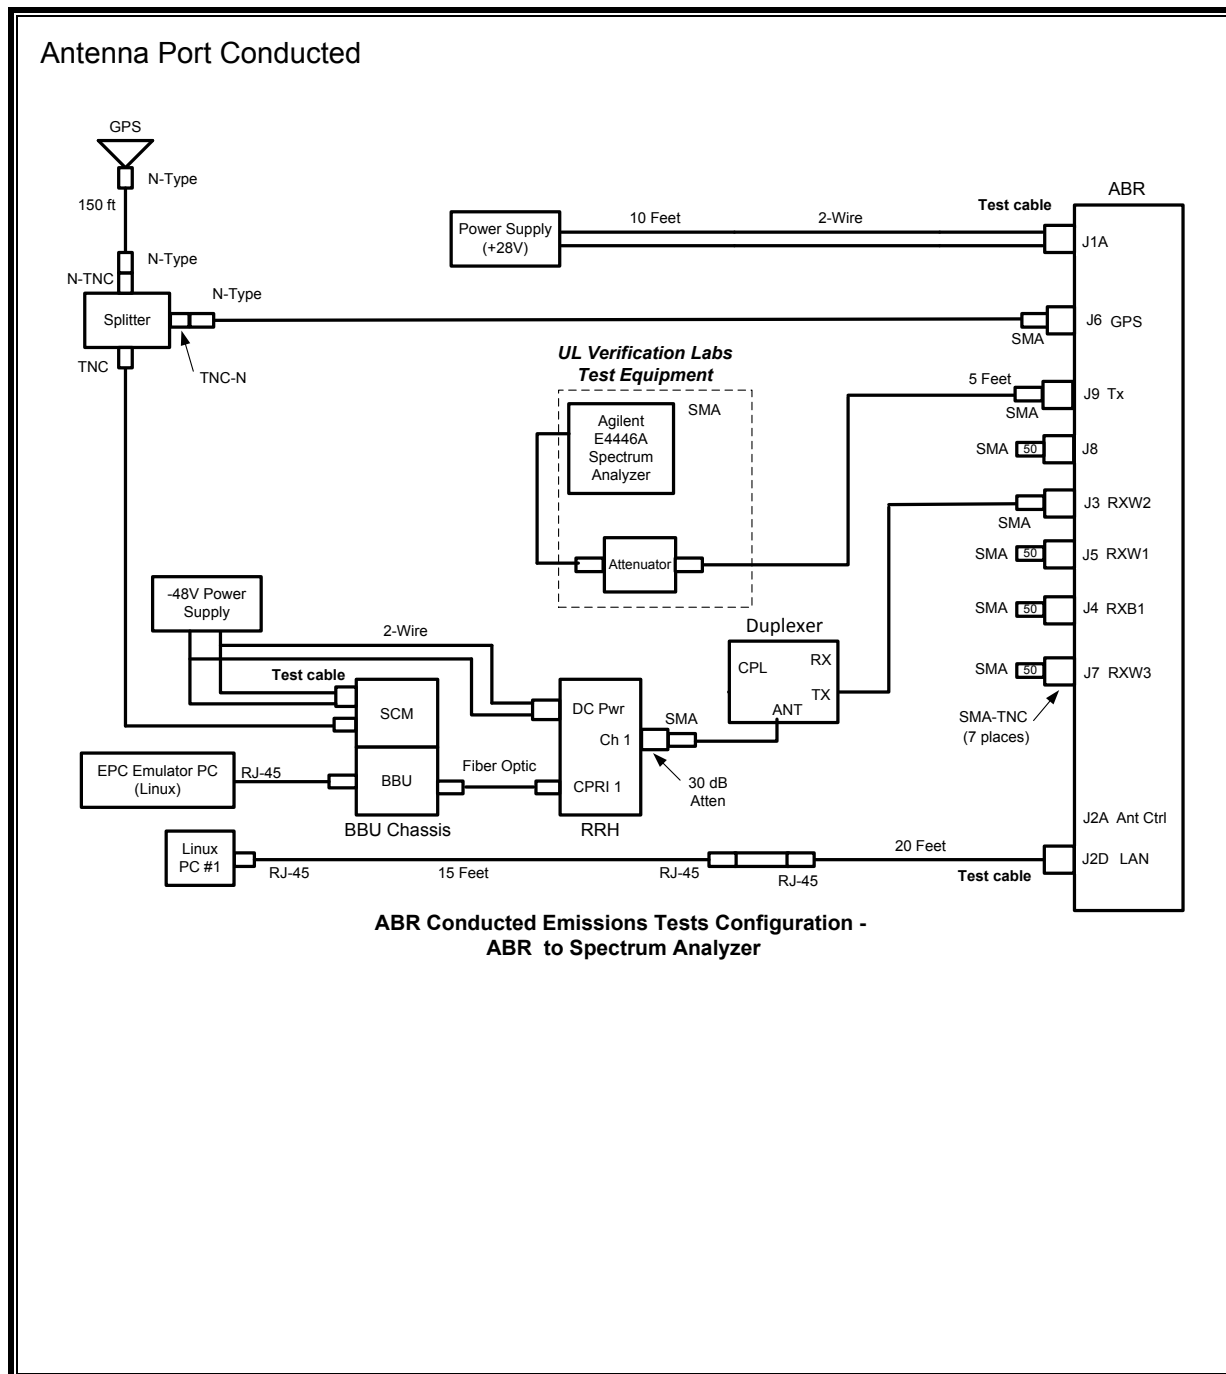 Antenna Port Conducted
GPS
N-Type
150 ft
N-Type
N-TNC
Splitter
N-Type
TNC
TNC-N
Power Supply
(+28V)
10 Feet
2-Wire
Test cable
ABR
J1A
J6 GPS
SMA
UL Verification Labs
Test Equipment
SMA
Agilent
E4446A
Spectrum
Analyzer
Attenuator
5 Feet
SMA
J9 Tx
SMA
50
J8
J3 RXW2
SMA
SMA
50
J5 RXW1
SMA
50
J4 RXB1
SMA
50
J7 RXW3
SMA-TNC
(7 places)
-48V Power
Supply
2-Wire
Test cable
SCM
BBU
BBU Chassis
EPC Emulator PC
(Linux)
RJ-45
Fiber Optic
DC Pwr
Ch 1
CPRI 1
RRH
SMA
30 dB
Atten
Duplexer
CPL
RX
TX
ANT
J2A Ant Ctrl
J2D LAN
Linux
PC #1
RJ-45
15 Feet
RJ-45
RJ-45
20 Feet
Test cable
ABR Conducted Emissions Tests Configuration -
ABR to Spectrum Analyzer